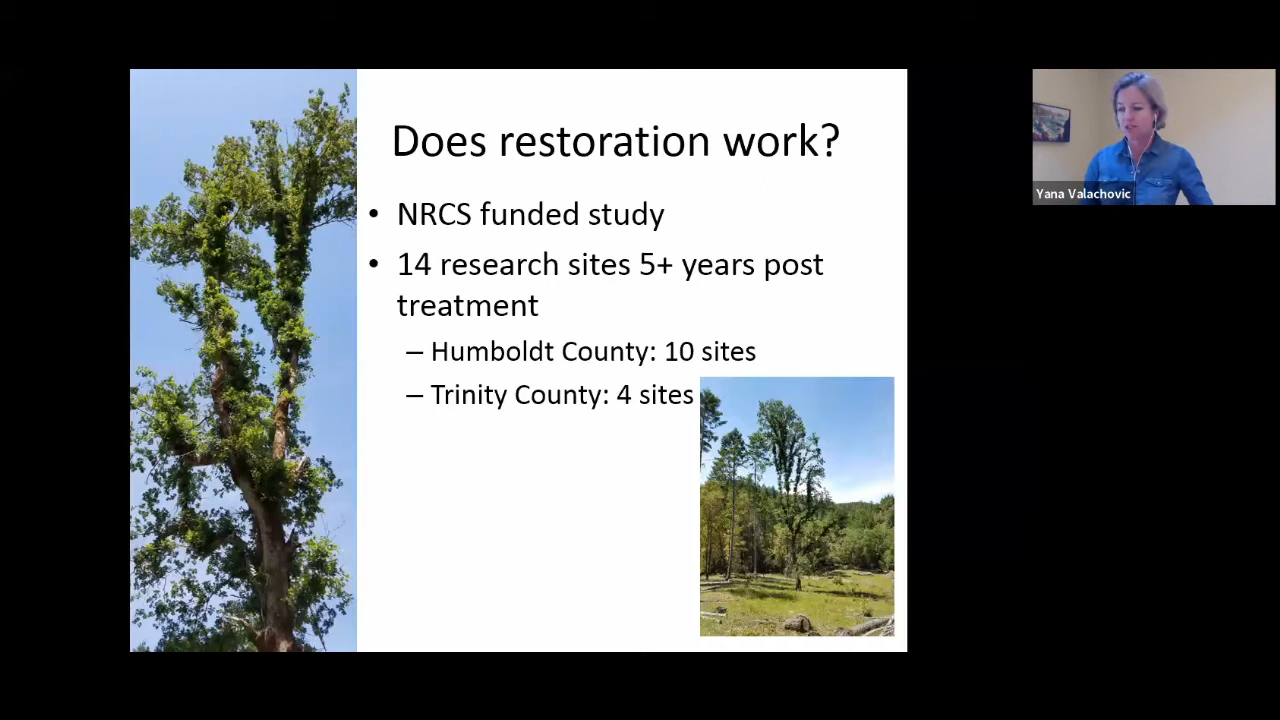 Does restoration work?
• NRCS funded study
• 14 research sites 5+ years post
treatment
– Humboldt County: 10 sites
– Trinity County: 4 sites
Yana Valachovic